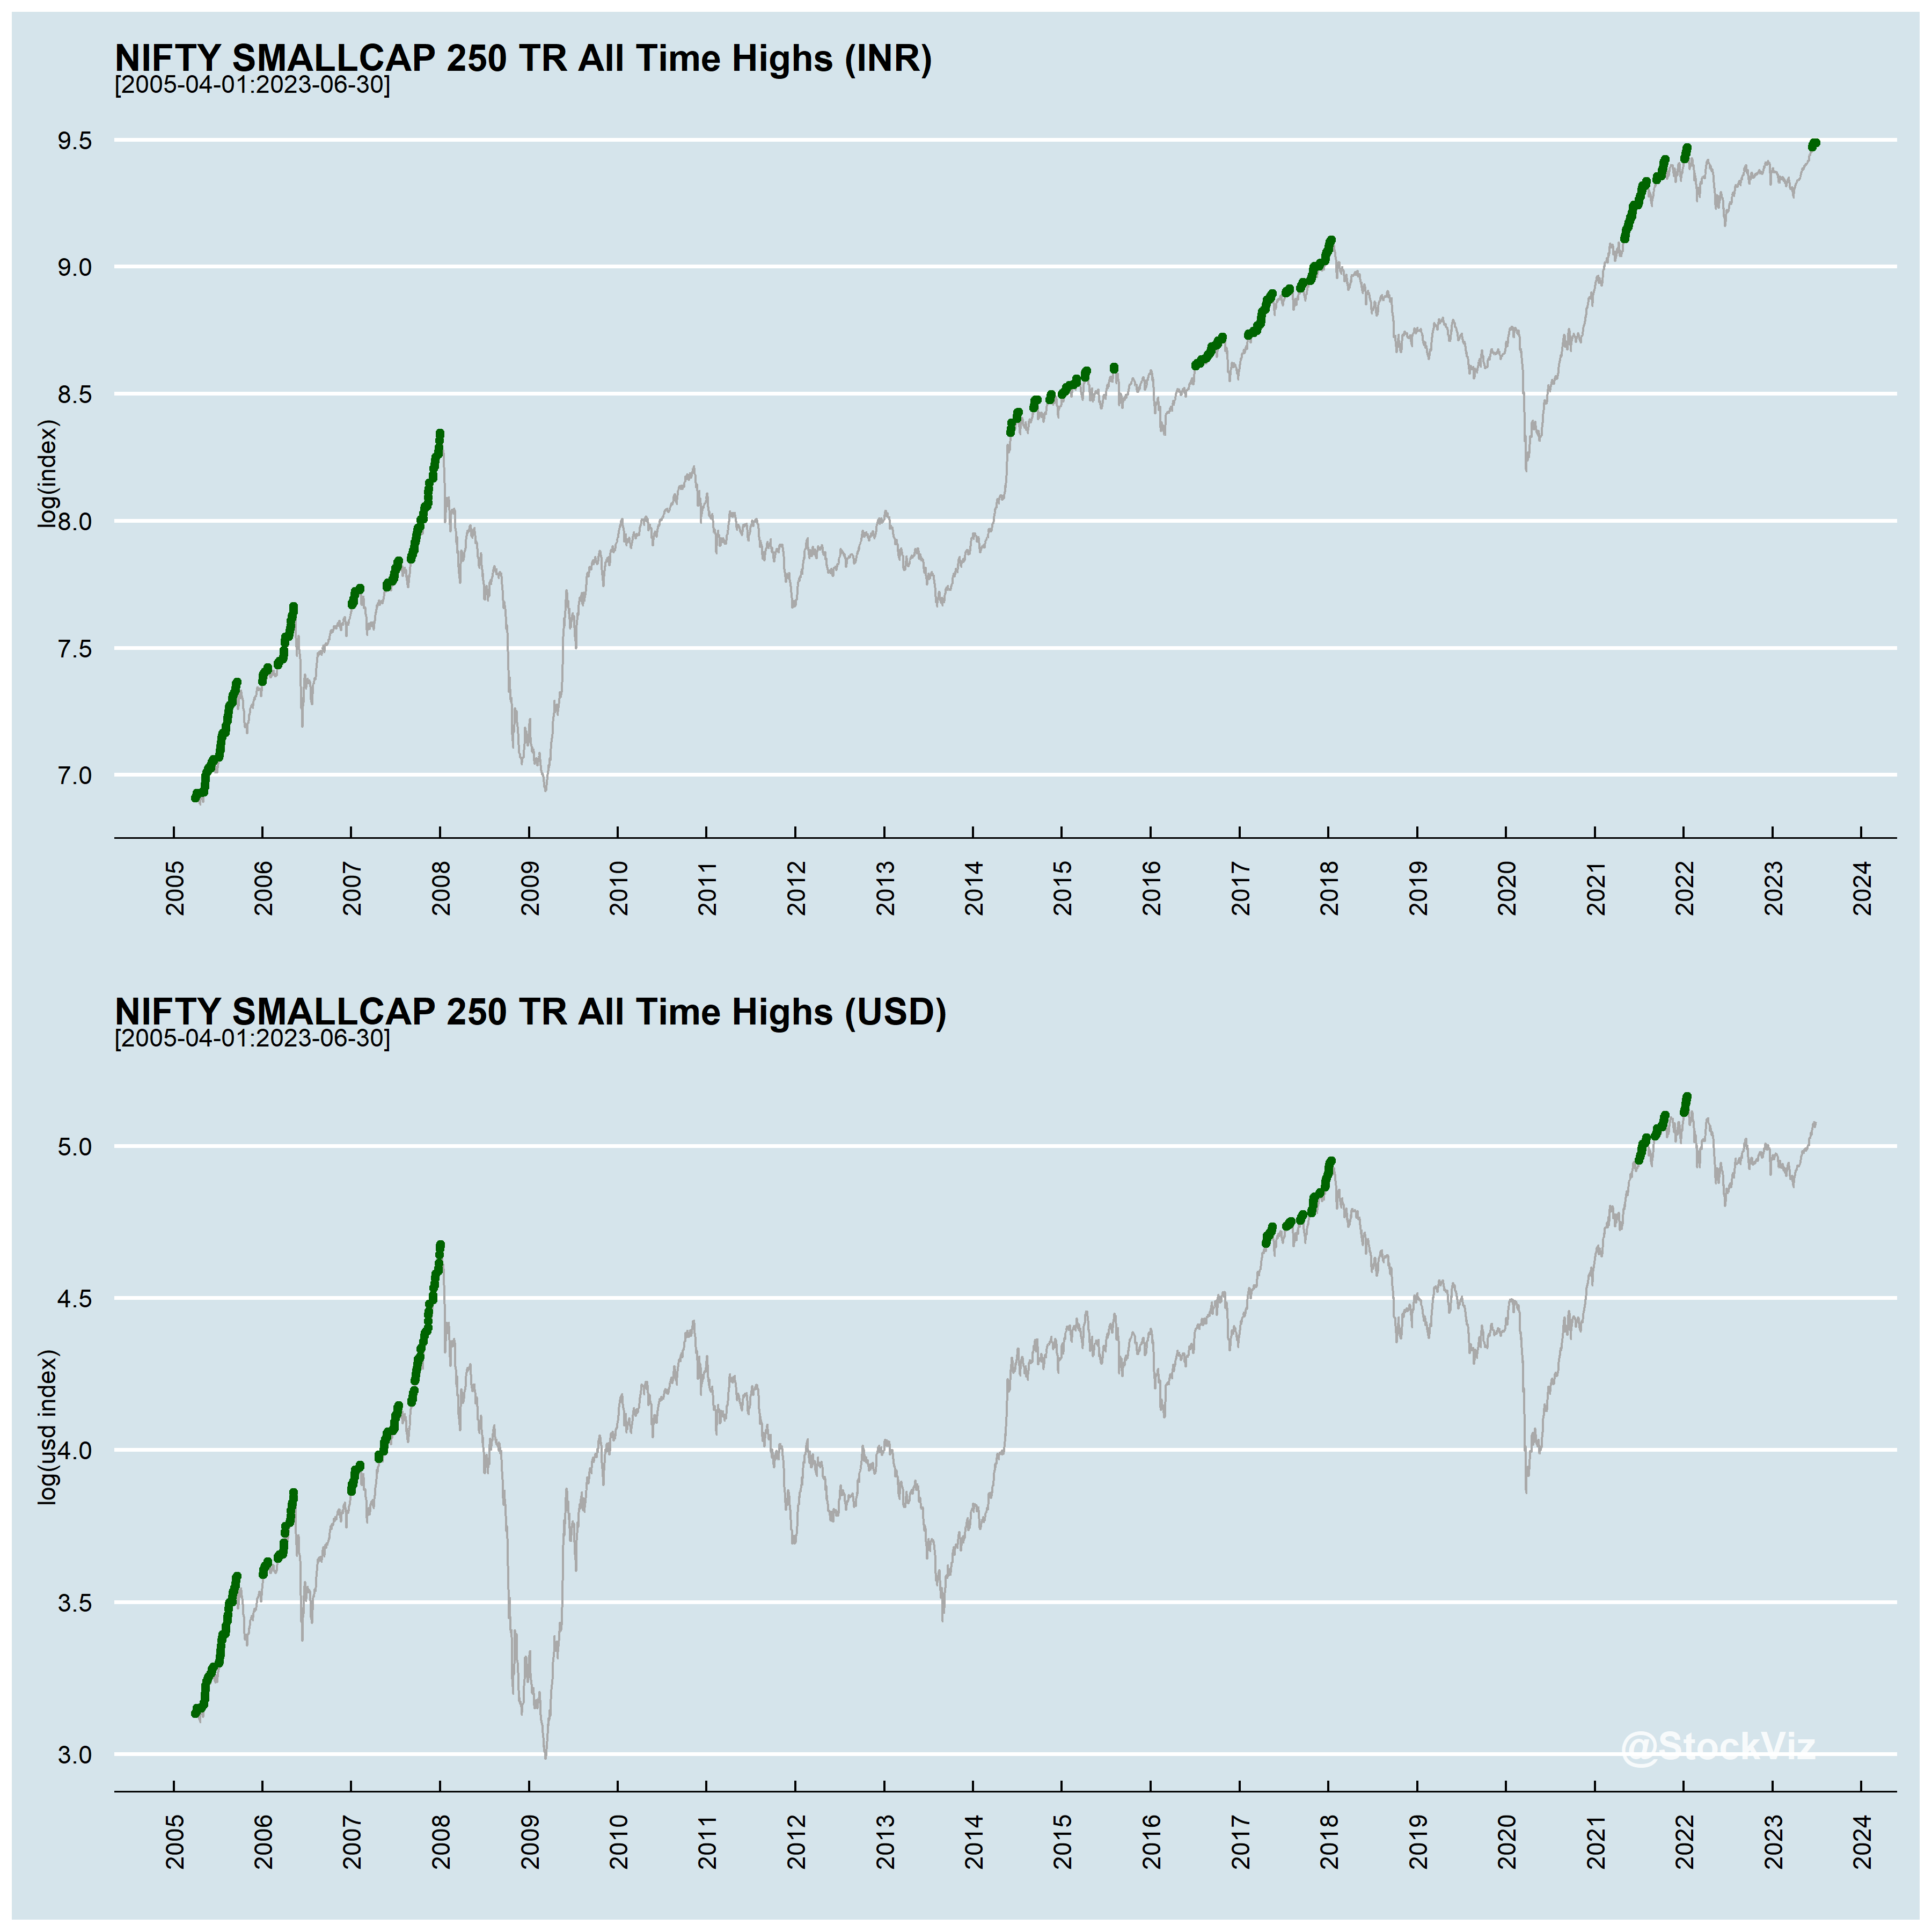 NIFTY SMALLCAP 250 TR All Time Highs (INR)
[2005-04-01:2023-06-30]
log(index)
9.5
9.0
8.5
8.0
7.5
7.0
2005 2006 2007 2008 2009 2010 2011 2012 2013 2014 2015 2016 2017 2018 2019 2020 2021 2022 2023 2024
NIFTY SMALLCAP 250 TR All Time Highs (USD)
[2005-04-01:2023-06-30]
log(usd index)
5.0
4.5
4.0
3.5
3.0
@StockViz
2005 2006 2007 2008 2009 2010 2011 2012 2013 2014 2015 2016 2017 2018 2019 2020 2021 2022 2023 2024